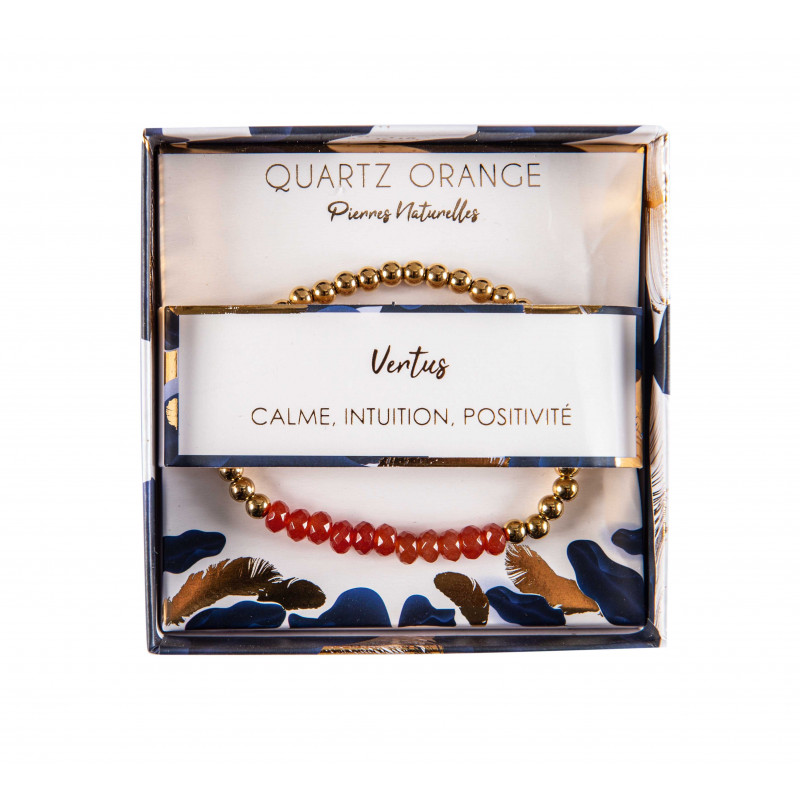 QUARTZ ORANGE
Pierres Naturelles
Vertus
CALME, INTUITION, POSITIVITÉ